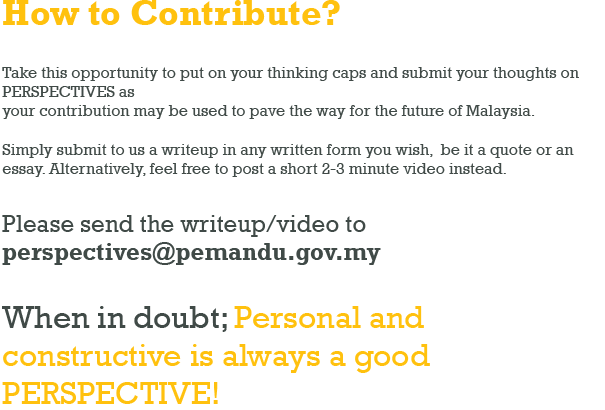 How to Contribute?
Take this opportunity to put on your thinking caps and submit your thoughts on
PERSPECTIVES as
your contribution may be used to pave the way for the future of Malaysia.
Simply submit to us a writeup in any written form you wish,  be it a quote or an
essay. Alternatively, feel free to post a short 2-3 minute video instead.
Please send the writeup/video to
perspectives@pemandu.gov.my
When in doubt; Personal and
constructive is always a good
PERSPECTIVE!